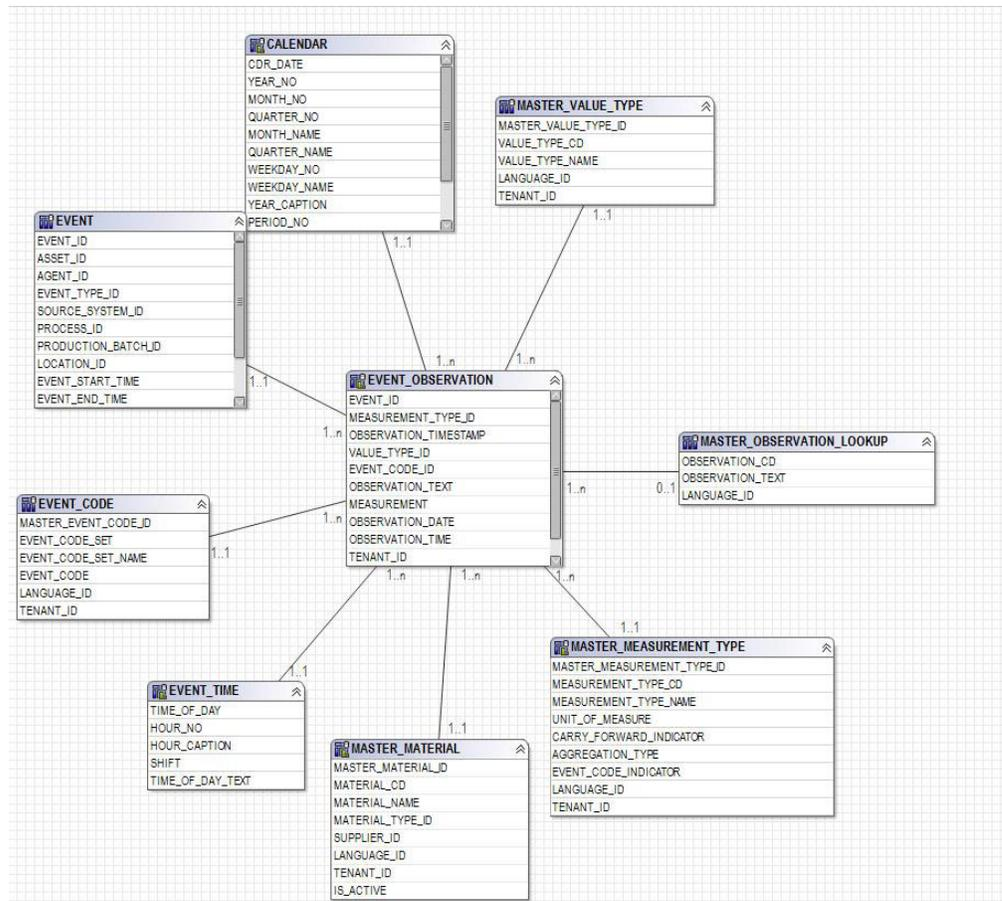 CALENDAR
CDR_DATE
YEAR_NO
MONTH_NO
QUARTER_NO
MONTH_NAME
QUARTER_NAME
WEEKDAY_NO
WEEKDAY_NAME
YEAR_CAPTION
PERIOD_NO
1..1
1..n
MASTER_VALUE_TYPE
MASTER_VALUE_TYPE_ID
VALUE_TYPE_CD
VALUE_TYPE_NAME
LANGUAGE_ID
TENANT_ID
1..1
1..n
EVENT
EVENT_ID
ASSET_ID
AGENT_ID
EVENT_TYPE_ID
SOURCE_SYSTEM_ID
PROCESS_ID
PRODUCTION_BATCH_ID
LOCATION_ID
EVENT_START_TIME
EVENT_END_TIME
1..1
1..n
EVENT_OBSERVATION
EVENT_ID
MEASUREMENT_TYPE_ID
OBSERVATION_TIMESTAMP
VALUE_TYPE_ID
EVENT_CODE_ID
OBSERVATION_TEXT
MEASUREMENT
OBSERVATION_DATE
OBSERVATION_TIME
TENANT_ID
1..n
0..1
MASTER_OBSERVATION_LOOKUP
OBSERVATION_CD
OBSERVATION_TEXT
LANGUAGE_ID
EVENT_CODE
MASTER_EVENT_CODE_ID
EVENT_CODE_SET
EVENT_CODE_SET_NAME
EVENT_CODE
LANGUAGE_ID
TENANT_ID
1..1
1..n
1..n
1..n
1..n
1..1
EVENT_TIME
TIME_OF_DAY
HOUR_NO
HOUR_CAPTION
SHIFT
TIME_OF_DAY_TEXT
1..1
MASTER_MATERIAL
MASTER_MATERIAL_ID
MATERIAL_CD
MATERIAL_NAME
MATERIAL_TYPE_ID
SUPPLIER_ID
LANGUAGE_ID
TENANT_ID
IS_ACTIVE
1..1
MASTER_MEASUREMENT_TYPE
MASTER_MEASUREMENT_TYPE_ID
MEASUREMENT_TYPE_CD
MEASUREMENT_TYPE_NAME
UNIT_OF_MEASURE
CARRY_FORWARD_INDICATOR
AGGREGATION_TYPE
EVENT_CODE_INDICATOR
LANGUAGE_ID
TENANT_ID